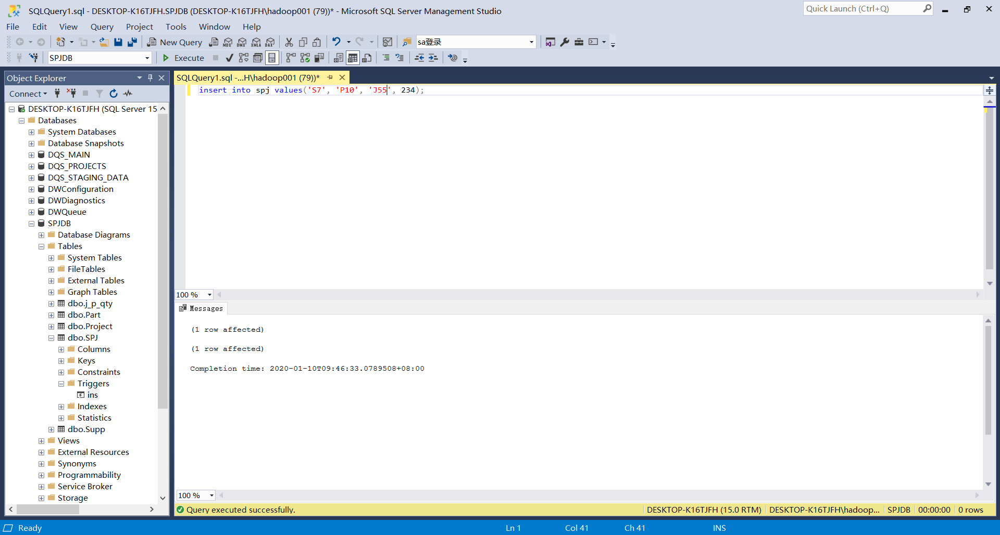 SQLQuery1.sql - DESKTOP-K16TJFH.SPJDB (DESKTOP-K16TJFH\hadoop001 (79))* - Microsoft SQL Server Management Studio
Quick Launch (Ctrl+Q)
File Edit View Query Project Tools Window Help
New Query MDX DMX XMLA DAX sa登录
SPJDB Execute
Object Explorer
Connect
DESKTOP-K16TJFH (SQL Server 15
Databases
System Databases
Database Snapshots
DQS_MAIN
DQS_PROJECTS
DQS_STAGING_DATA
DWConfiguration
DWDiagnostics
DWQueue
SPJDB
Database Diagrams
Tables
System Tables
FileTables
External Tables
Graph Tables
dbo.j_p_qty
dbo.Part
dbo.Project
dbo.SPJ
Columns
Keys
Constraints
Triggers
ins
Indexes
Statistics
dbo.Supp
Views
External Resources
Synonyms
Programmability
Service Broker
Storage
SQLQuery1.sql -...H\hadoop001 (79))*
insert into spj values('S7', 'P10', 'J55', 234);
100 %
Messages
(1 row affected)
(1 row affected)
Completion time: 2020-01-10T09:46:33.0789508+08:00
100 %
Query executed successfully. DESKTOP-K16TJFH (15.0 RTM) DESKTOP-K16TJFH\hadoop... SPJDB 00:00:00 0 rows
Ready Ln 1 Col 41 Ch 41 INS